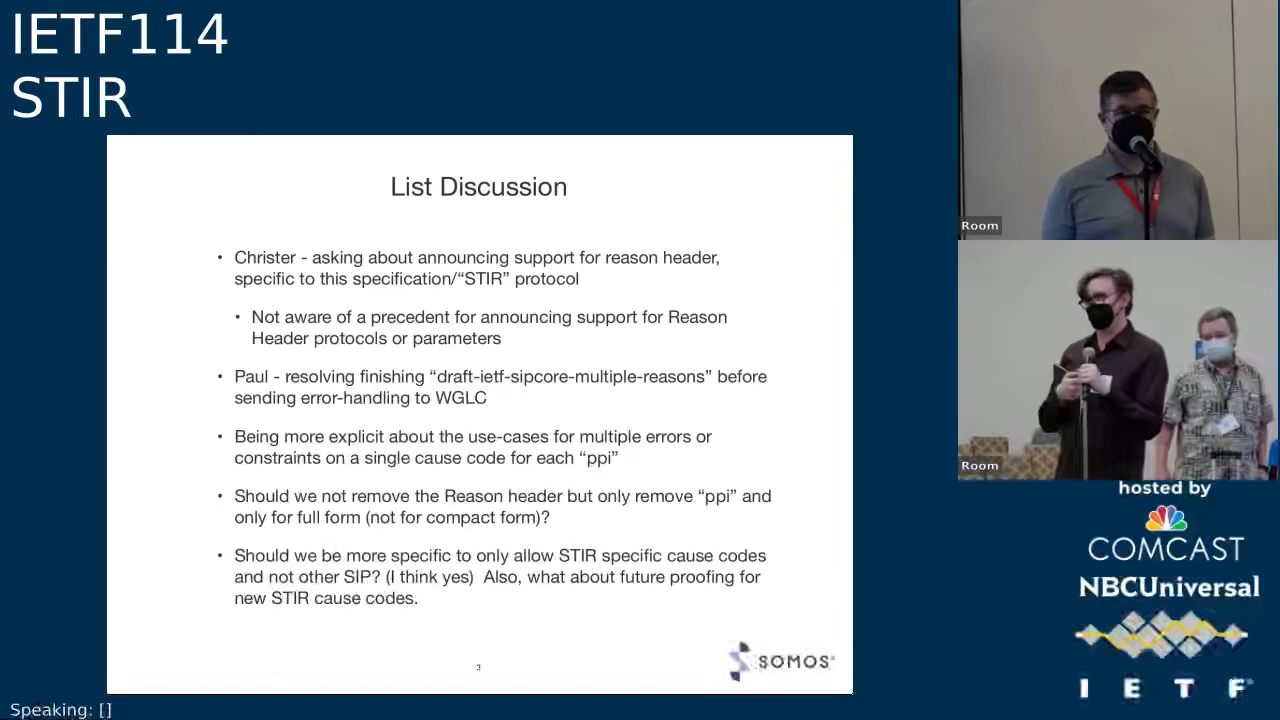 IETF114
STIR
List Discussion
• Christer - asking about announcing support for reason header,
specific to this specification/“STIR” protocol
• Not aware of a precedent for announcing support for Reason
Header protocols or parameters
• Paul - resolving finishing “draft-ietf-sipcore-multiple-reasons” before
sending error-handling to WGLC
• Being more explicit about the use-cases for multiple errors or
constraints on a single cause code for each “ppi”
• Should we not remove the Reason header but only remove “ppi” and
only for full form (not for compact form)?
• Should we be more specific to only allow STIR specific cause codes
and not other SIP? (I think yes)  Also, what about future proofing for
new STIR cause codes.
3
SOMOS
Room
Room
hosted by
COMCAST
NBCUniversal
I E T F
Speaking: []